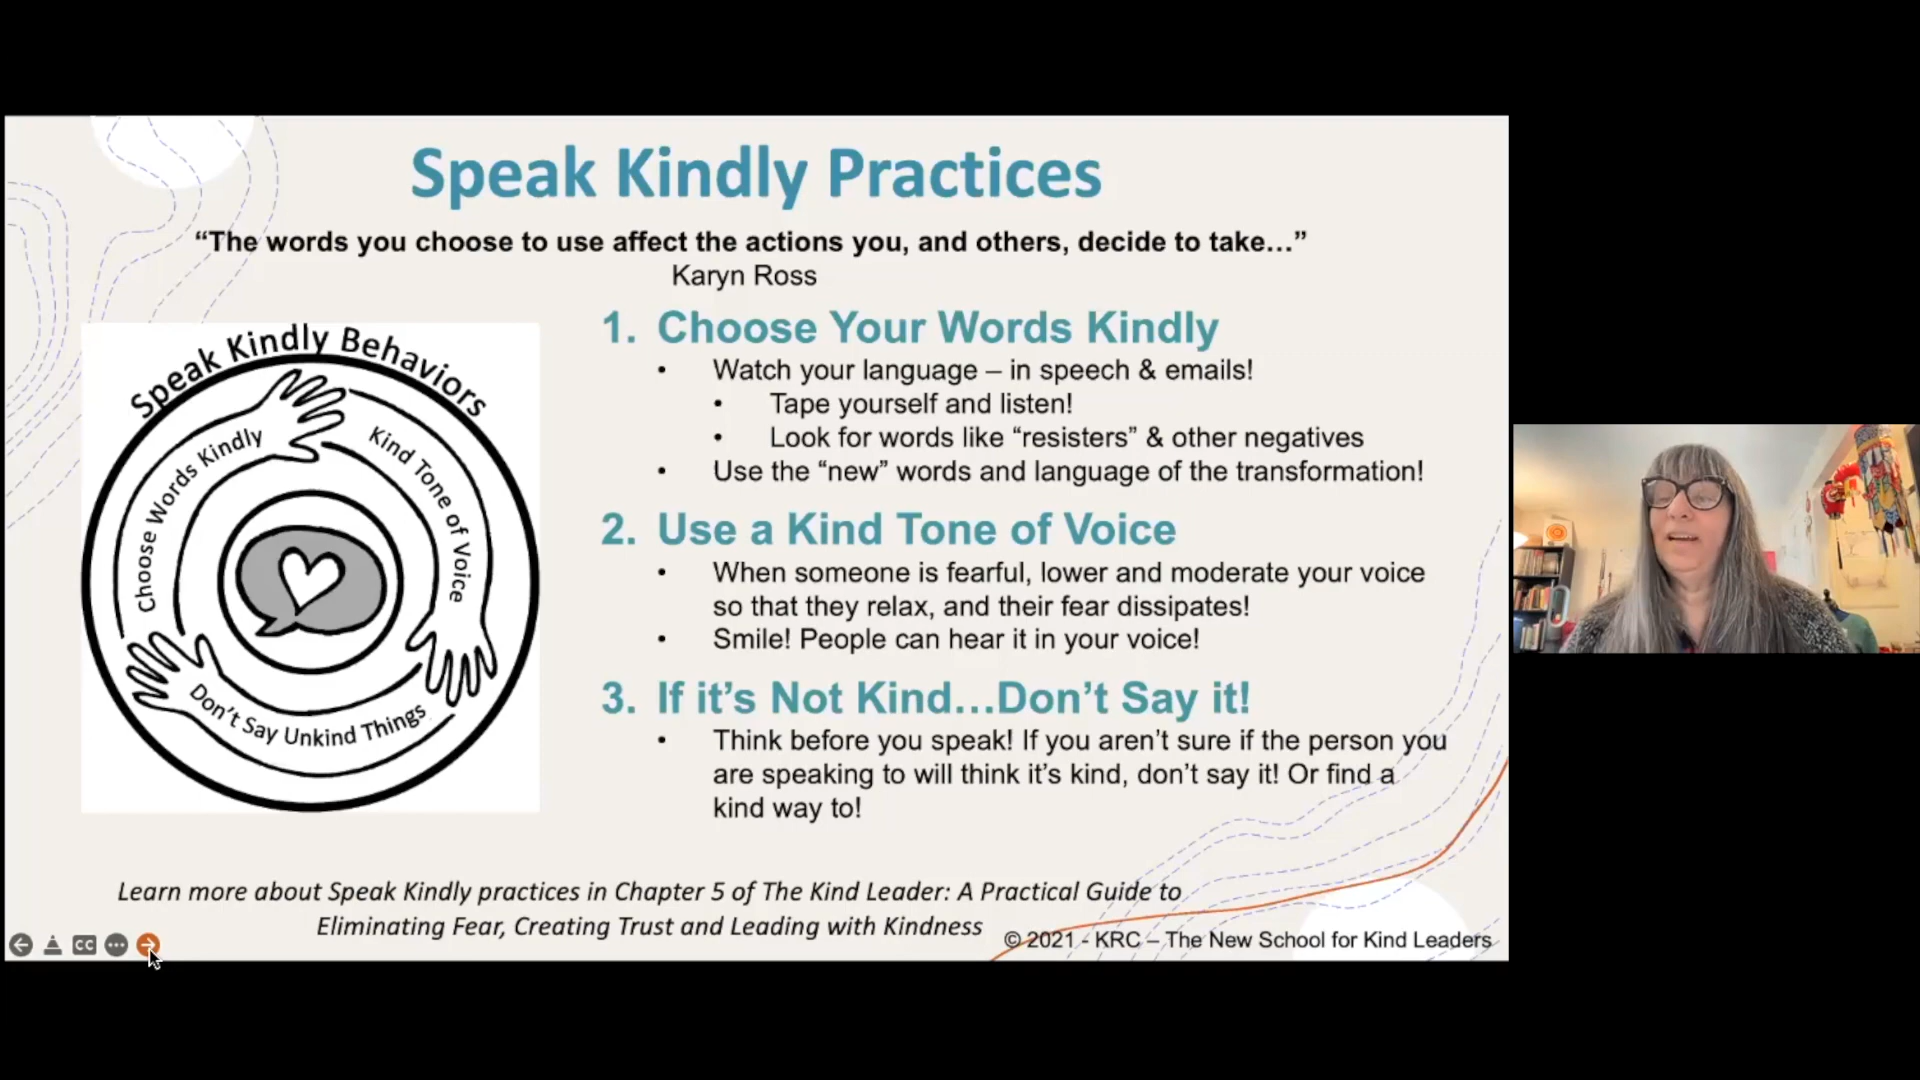 Speak Kindly Practices
“The words you choose to use affect the actions you, and others, decide to take…”
Karyn Ross
Speak Kindly Behaviors
Choose Words Kindly
Kind Tone of Voice
Don’t Say Unkind Things
1. Choose Your Words Kindly
• Watch your language – in speech & emails!
• Tape yourself and listen!
• Look for words like “resisters” & other negatives
• Use the “new” words and language of the transformation!
2. Use a Kind Tone of Voice
• When someone is fearful, lower and moderate your voice
so that they relax, and their fear dissipates!
• Smile! People can hear it in your voice!
3. If it’s Not Kind…Don’t Say it!
• Think before you speak! If you aren’t sure if the person you
are speaking to will think it’s kind, don’t say it! Or find a
kind way to!
Learn more about Speak Kindly practices in Chapter 5 of The Kind Leader: A Practical Guide to
Eliminating Fear, Creating Trust and Leading with Kindness
© 2021 - KRC – The New School for Kind Leaders
CC